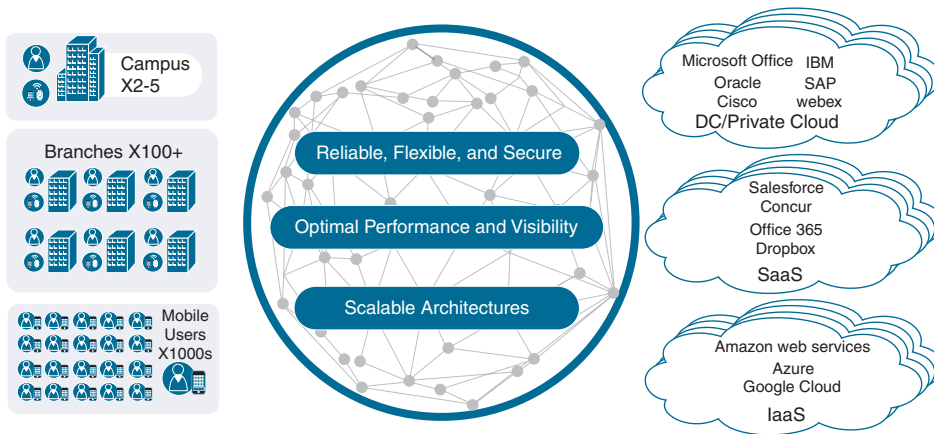 Campus
X2-5
Branches X100+
Mobile
Users
X1000s
Reliable, Flexible, and Secure
Optimal Performance and Visibility
Scalable Architectures
Microsoft Office IBM
Oracle SAP
Cisco webex
DC/Private Cloud
Salesforce
Concur
Office 365
Dropbox
SaaS
Amazon web services
Azure
Google Cloud
IaaS